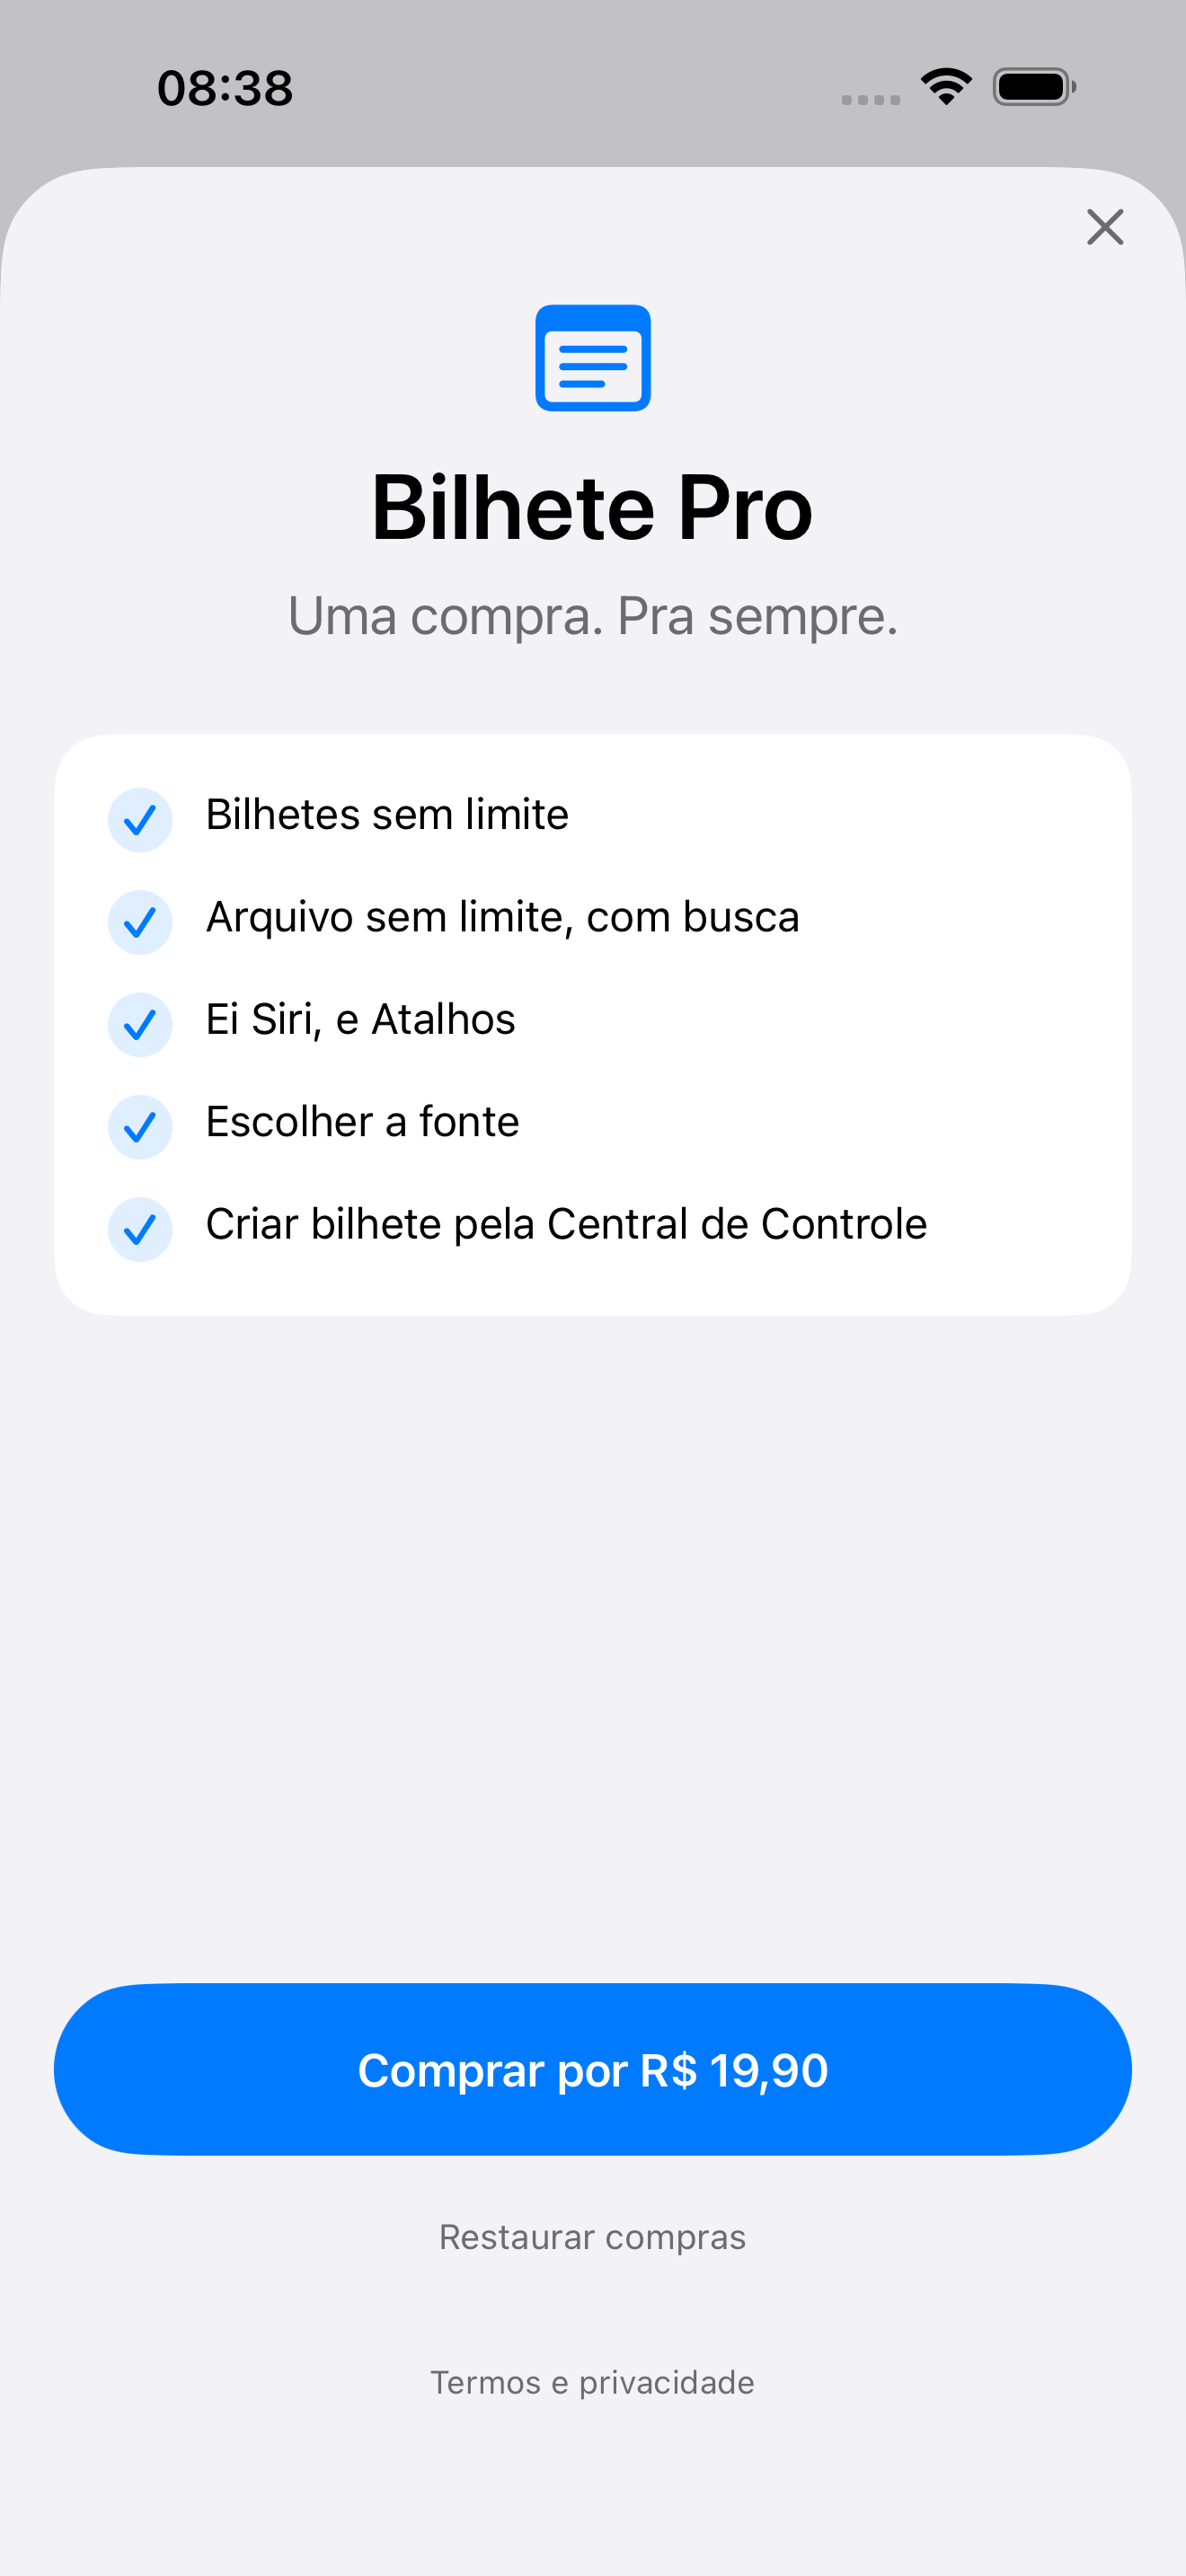 08:38
Bilhete Pro
Uma compra. Pra sempre.
Bilhetes sem limite
Arquivo sem limite, com busca
Ei Siri, e Atalhos
Escolher a fonte
Criar bilhete pela Central de Controle
Comprar por R$ 19,90
Restaurar compras
Termos e privacidade